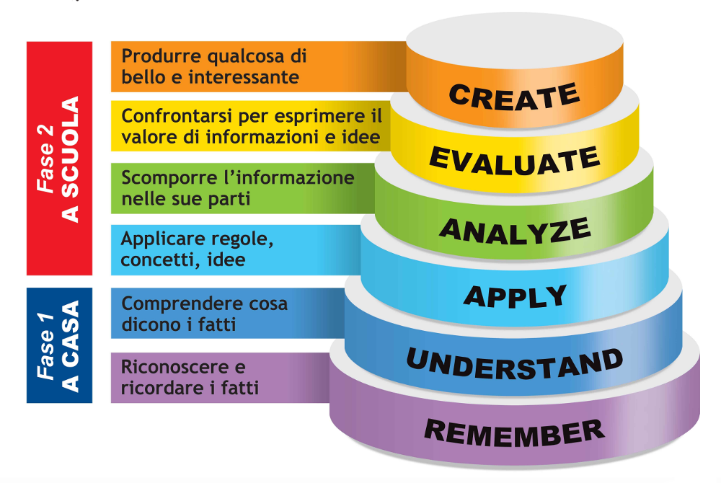 Fase 2
A SCUOLA
Produrre qualcosa di
bello e interessante
CREATE
Confrontarsi per esprimere il
valore di informazioni e idee
EVALUATE
Scomporre l’informazione
nelle sue parti
ANALYZE
Applicare regole,
concetti, idee
APPLY
Fase 1
A CASA
Comprendere cosa
dicono i fatti
UNDERSTAND
Riconoscere e
ricordare i fatti
REMEMBER